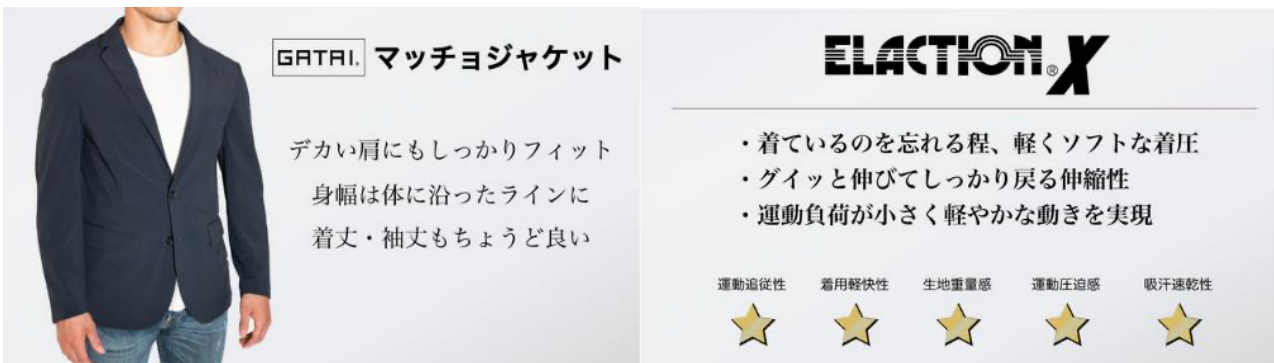 GATAI. マッチョジャケット
デカい肩にもしっかりフィット
身幅は体に沿ったラインに
着丈・袖丈もちょうど良い
ELACTION® X
・着ているのを忘れる程、軽くソフトな着圧
・グイッと伸びてしっかり戻る伸縮性
・運動負荷が小さく軽やかな動きを実現
運動追従性 着用軽快性 生地重量感 運動圧迫感 吸汗速乾性